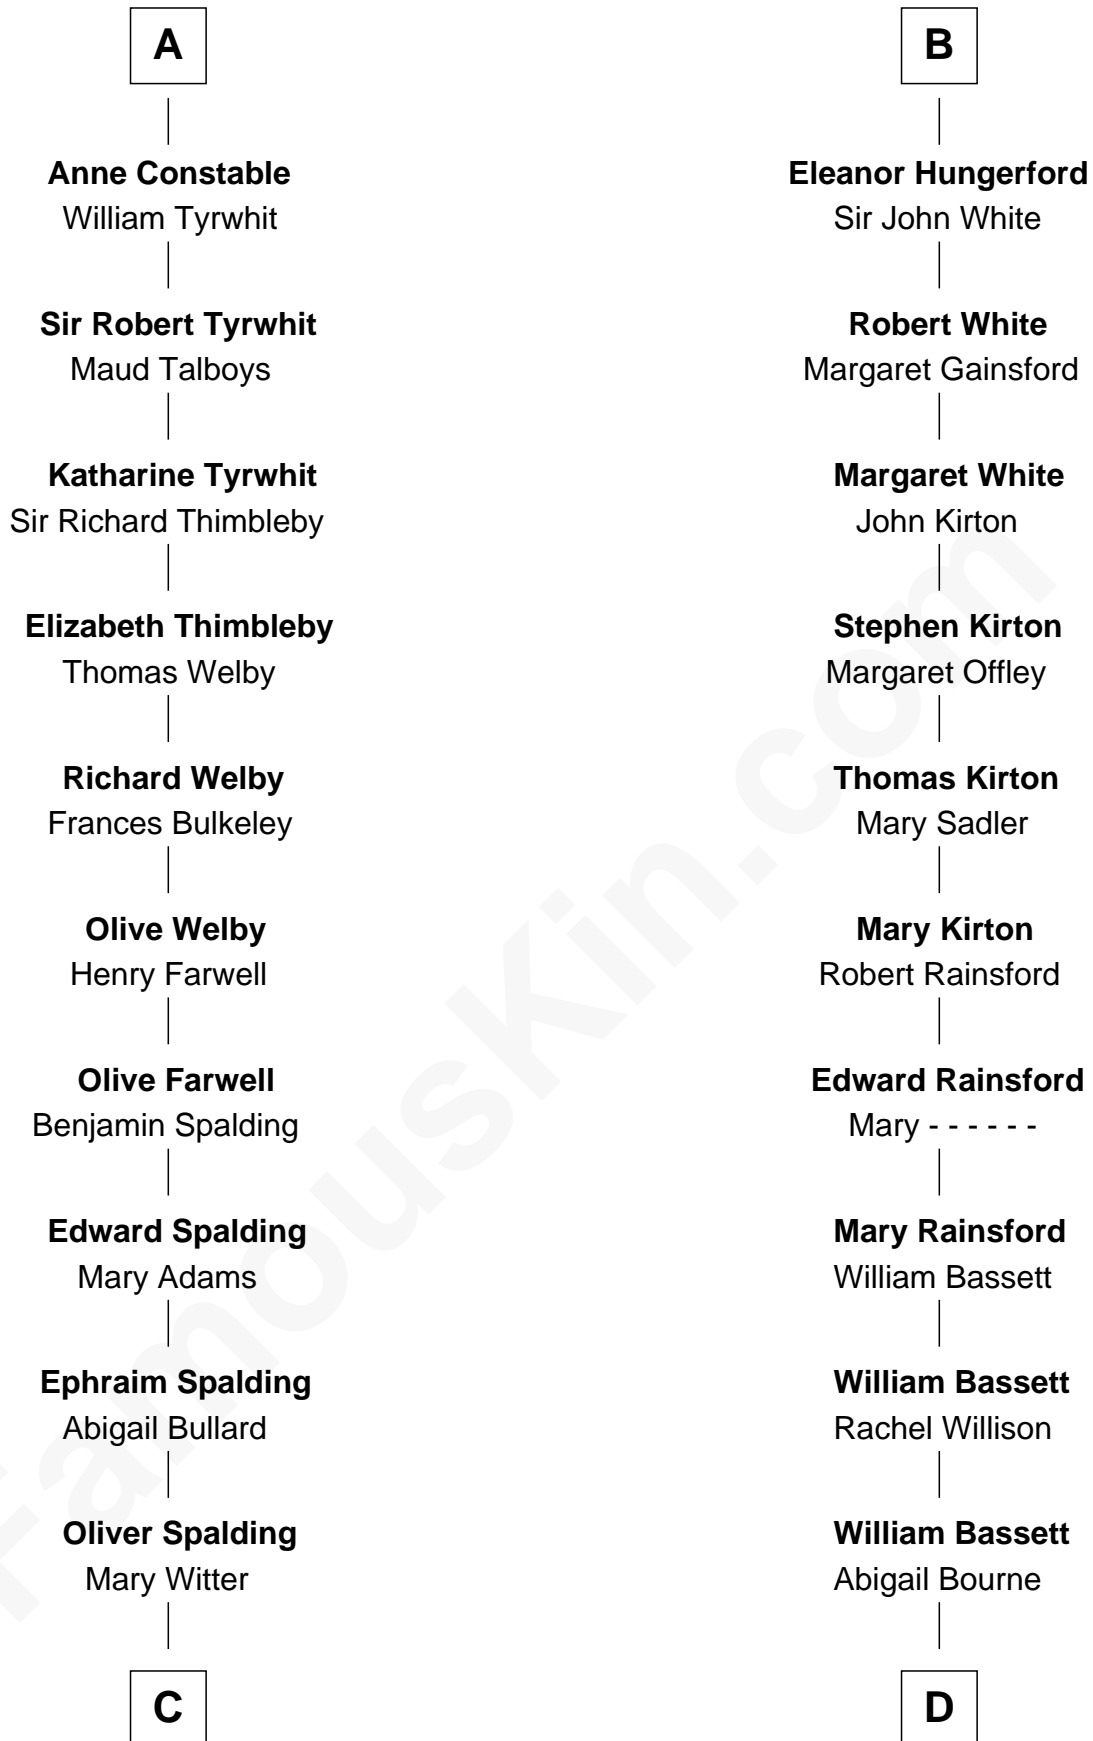 A
Anne Constable
William Tyrwhit
Sir Robert Tyrwhit
Maud Talboys
Katharine Tyrwhit
Sir Richard Thimbleby
Elizabeth Thimbleby
Thomas Welby
Richard Welby
Frances Bulkeley
Olive Welby
Henry Farwell
Olive Farwell
Benjamin Spalding
Edward Spalding
Mary Adams
Ephraim Spalding
Abigail Bullard
Oliver Spalding
Mary Witter
C
B
Eleanor Hungerford
Sir John White
Robert White
Margaret Gainsford
Margaret White
John Kirton
Stephen Kirton
Margaret Offley
Thomas Kirton
Mary Sadler
Mary Kirton
Robert Rainsford
Edward Rainsford
Mary - - - - - -
Mary Rainsford
William Bassett
William Bassett
Rachel Willison
William Bassett
Abigail Bourne
D
FamousKin.com